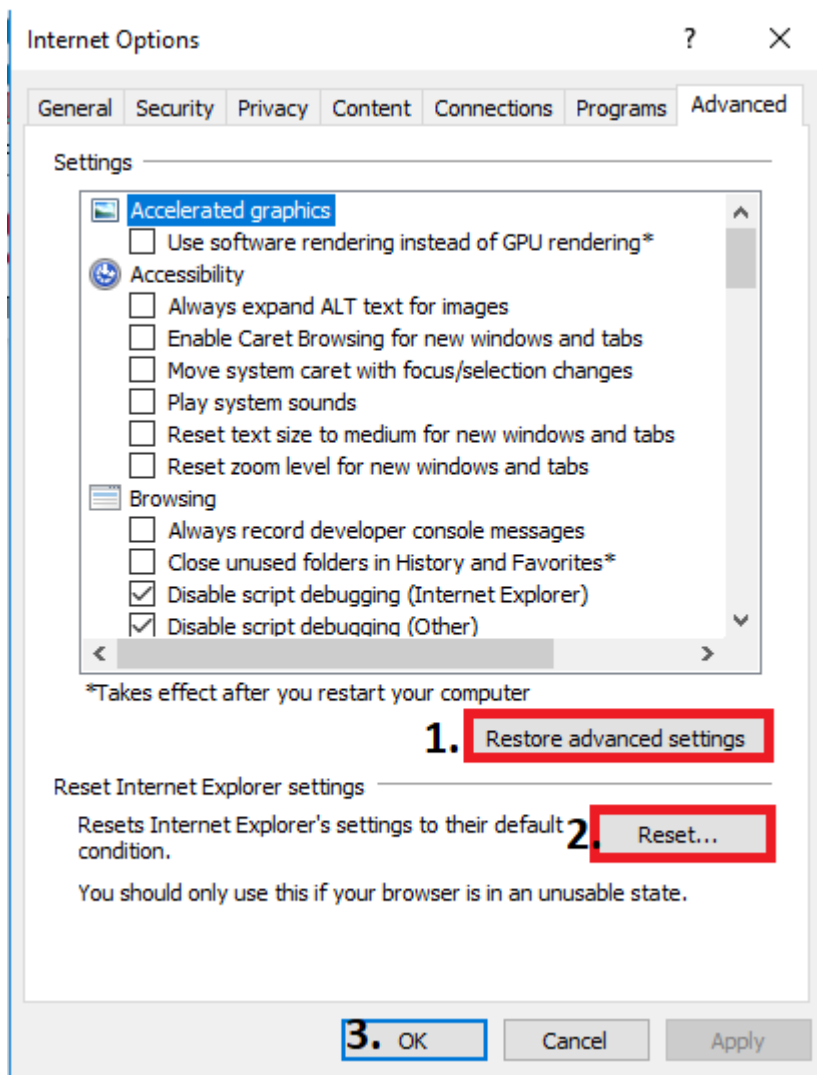 Internet Options ? ×
General Security Privacy Content Connections Programs Advanced
Settings
Accelerated graphics
Use software rendering instead of GPU rendering*
Accessibility
Always expand ALT text for images
Enable Caret Browsing for new windows and tabs
Move system caret with focus/selection changes
Play system sounds
Reset text size to medium for new windows and tabs
Reset zoom level for new windows and tabs
Browsing
Always record developer console messages
Close unused folders in History and Favorites*
Disable script debugging (Internet Explorer)
Disable script debugging (Other)
*Takes effect after you restart your computer
1. Restore advanced settings
Reset Internet Explorer settings
Resets Internet Explorer's settings to their default
condition.
2. Reset...
You should only use this if your browser is in an unusable state.
3. OK Cancel Apply